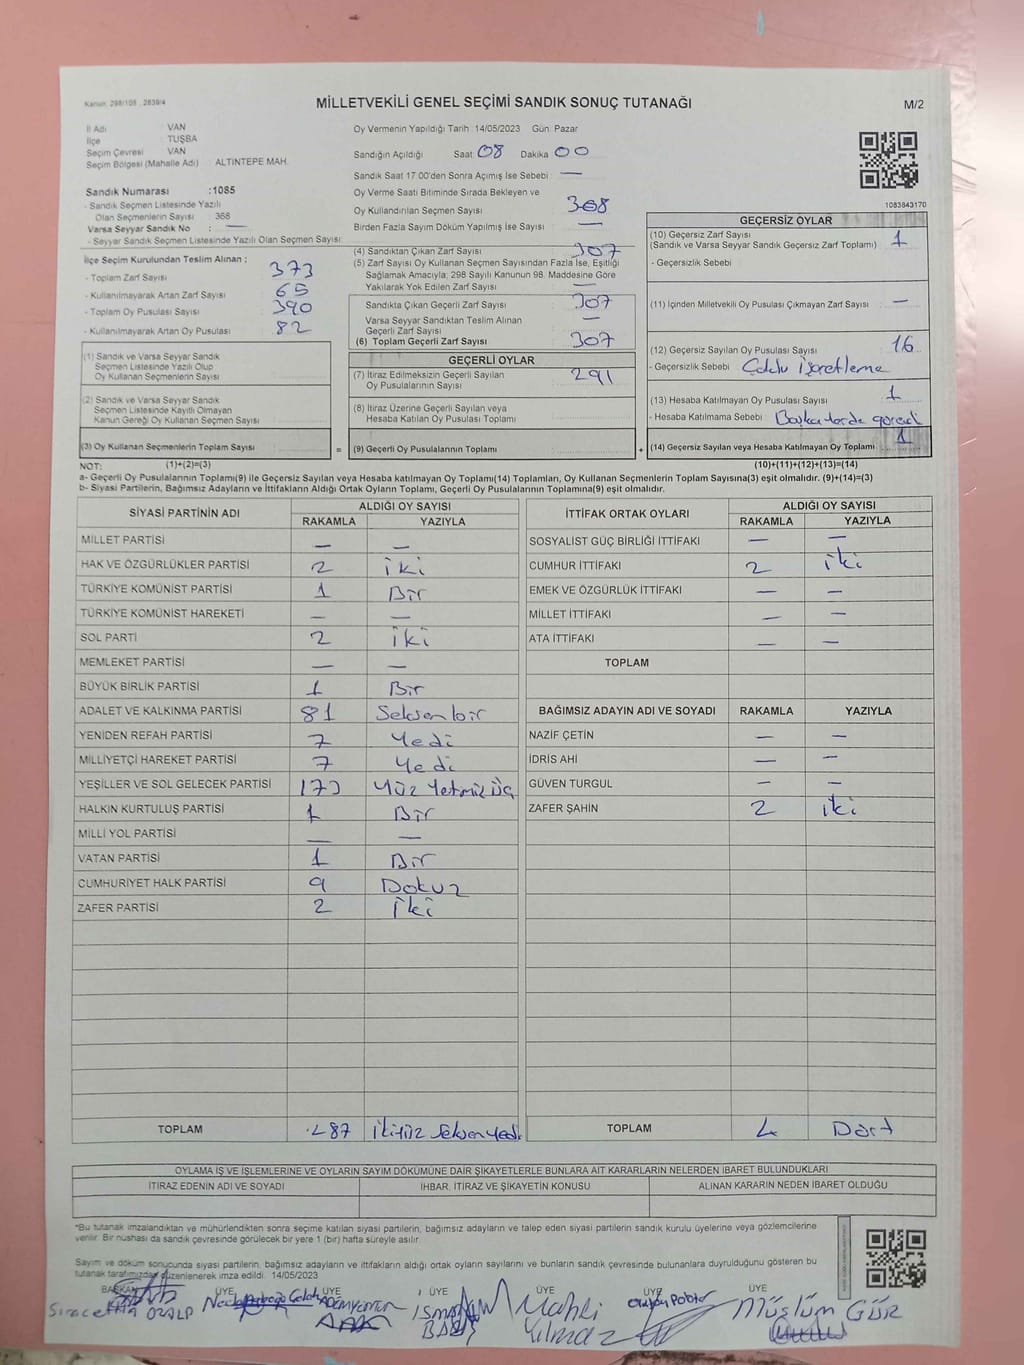 Kanun: 298/105 , 2839/4
MİLLETVEKİLİ GENEL SEÇİMİ SANDIK SONUÇ TUTANAĞI
M/2
İl Adı : VAN
İlçe : TUŞBA
Seçim Çevresi : VAN
Seçim Bölgesi (Mahalle Adı) : ALTINTEPE MAH.
Sandık Numarası :1085
- Sandık Seçmen Listesinde Yazılı
Olan Seçmenlerin Sayısı : 368
Varsa Seyyar Sandık No : —
- Seyyar Sandık Seçmen Listesinde Yazılı Olan Seçmen Sayısı:
İlçe Seçim Kurulundan Teslim Alınan ;
- Toplam Zarf Sayısı : 373
- Kullanılmayarak Artan Zarf Sayısı : 65
- Toplam Oy Pusulası Sayısı : 390
- Kullanılmayarak Artan Oy Pusulası : 82
(1) Sandık ve Varsa Seyyar Sandık
Seçmen Listesinde Yazılı Olup
Oy Kullanan Seçmenlerin Sayısı
(2) Sandık ve Varsa Seyyar Sandık
Seçmen Listesinde Kayıtlı Olmayan
Kanun Gereği Oy Kullanan Seçmen Sayısı
(3) Oy Kullanan Seçmenlerin Toplam Sayısı
Oy Vermenin Yapıldığı Tarih :14/05/2023 Gün: Pazar
Sandığın Açıldığı Saat 08 Dakika 00
Sandık Saat 17:00'den Sonra Açımış İse Sebebi : —
Oy Verme Saati Bitiminde Sırada Bekleyen ve
Oy Kullandırılan Seçmen Sayısı 308
Birden Fazla Sayım Döküm Yapılmış İse Sayısı —
(4) Sandıktan Çıkan Zarf Sayısı 307
(5) Zarf Sayısı Oy Kullanan Seçmen Sayısından Fazla İse, Eşitliği
Sağlamak Amacıyla; 298 Sayılı Kanunun 98. Maddesine Göre
Yakılarak Yok Edilen Zarf Sayısı —
Sandıkta Çıkan Geçerli Zarf Sayısı 307
Varsa Seyyar Sandıktan Teslim Alınan
Geçerli Zarf Sayısı —
(6) Toplam Geçerli Zarf Sayısı 307
GEÇERLİ OYLAR
(7) İtiraz Edilmeksizin Geçerli Sayılan
Oy Pusulalarının Sayısı 291
(8) İtiraz Üzerine Geçerli Sayılan veya
Hesaba Katılan Oy Pusulası Toplamı
= (9) Geçerli Oy Pusulalarının Toplamı +
1083843170
GEÇERSİZ OYLAR
(10) Geçersiz Zarf Sayısı
(Sandık ve Varsa Seyyar Sandık Geçersiz Zarf Toplamı) : 1
- Geçersizlik Sebebi
(11) İçinden Milletvekili Oy Pusulası Çıkmayan Zarf Sayısı : —
(12) Geçersiz Sayılan Oy Pusulası Sayısı : 16
- Geçersizlik Sebebi : Çoklu işaretleme
(13) Hesaba Katılmayan Oy Pusulası Sayısı : 1
- Hesaba Katılmama Sebebi :
(14) Geçersiz Sayılan veya Hesaba Katılmayan Oy Toplamı : 1
NOT: (1)+(2)=(3) (10)+(11)+(12)+(13)=(14)
a- Geçerli Oy Pusulalarının Toplamı(9) ile Geçersiz Sayılan veya Hesaba katılmayan Oy Toplamı(14) Toplamları, Oy Kullanan Seçmenlerin Toplam Sayısına(3) eşit olmalıdır. (9)+(14)=(3)
b- Siyasi Partilerin, Bağımsız Adayların ve İttifakların Aldığı Oy Ortak Oyların Toplamı, Geçerli Oy Pusulalarının Toplamına(9) eşit olmalıdır.
SİYASİ PARTİNİN ADI ALDIĞI OY SAYISI
RAKAMLA YAZIYLA
MİLLET PARTİSİ — —
HAK VE ÖZGÜRLÜKLER PARTİSİ 2 iki
TÜRKİYE KOMÜNİST PARTİSİ 1 Bir
TÜRKİYE KOMÜNİST HAREKETİ — —
SOL PARTİ 2 iki
MEMLEKET PARTİSİ — —
BÜYÜK BİRLİK PARTİSİ 1 Bir
ADALET VE KALKINMA PARTİSİ 81 Seksen bir
YENİDEN REFAH PARTİSİ 7 Yedi
MİLLİYETÇİ HAREKET PARTİSİ 7 Yedi
YEŞİLLER VE SOL GELECEK PARTİSİ 173 Yüz Yetmiş Üç
HALKIN KURTULUŞ PARTİSİ 1 Bir
MİLLİ YOL PARTİSİ — —
VATAN PARTİSİ 1 Bir
CUMHURİYET HALK PARTİSİ 9 Dokuz
ZAFER PARTİSİ 2 iki
TOPLAM 287 ikiyüz seksen yedi
İTTİFAK ORTAK OYLARI ALDIĞI OY SAYISI
RAKAMLA YAZIYLA
SOSYALİST GÜÇ BİRLİĞİ İTTİFAKI — —
CUMHUR İTTİFAKI 2 iki
EMEK VE ÖZGÜRLÜK İTTİFAKI — —
MİLLET İTTİFAKI — —
ATA İTTİFAKI — —
TOPLAM
BAĞIMSIZ ADAYIN ADI VE SOYADI RAKAMLA YAZIYLA
NAZİF ÇETİN — —
İDRİS AHİ — —
GÜVEN TURGUL — —
ZAFER ŞAHİN 2 iki
TOPLAM 4 Dört
OYLAMA İŞ VE İŞLEMLERİNE VE OYLARIN SAYIM DÖKÜMÜNE DAİR ŞİKAYETLERLE BUNLARA AİT KARARLARIN NELERDEN İBARET BULUNDUKLARI
İTİRAZ EDENİN ADI VE SOYADI İHBAR, İTİRAZ VE ŞİKAYETİN KONUSU ALINAN KARARIN NEDEN İBARET OLDUĞU
*Bu tutanak imzalandıktan ve mühürlendikten sonra seçime katılan siyasi partilerin, bağımsız adayların ve talep eden siyasi partilerin sandık kurulu üyelerine veya gözlemcilerine
verilir. Bir nushası da sandık çevresinde görülecek bir yere 1 (bir) hafta süreyle asılır.
Sayım ve döküm sonucunda siyasi partilerin, bağımsız adayların ve ittifakların aldığı ortak oyların sayılarını ve bunların sandık çevresinde bulunanlara duyrulduğunu gösteren bu
tutanak tarafımızdan düzenlenerek imza edildi. 14/05/2023
BAŞKAN ÜYE ÜYE ÜYE ÜYE ÜYE ÜYE
ÖZALP Mahli Yılmaz Müslüm GÜR